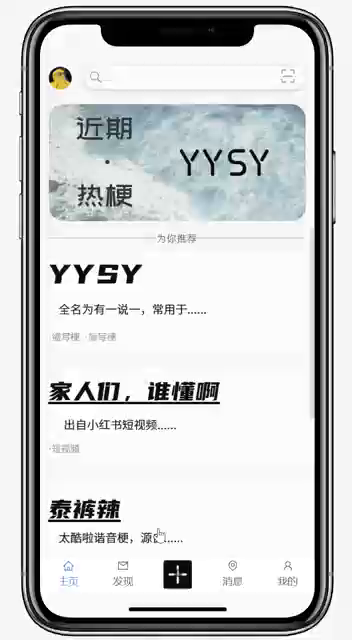 近期
·
热梗
YYSY
为你推荐
YYSY
全名为有一说一，常用于......
·缩写梗
家人们，谁懂啊
出自小红书短视频......
·短视频
泰裤辣
太酷啦谐音梗，源......
主页
发现
消息
我的